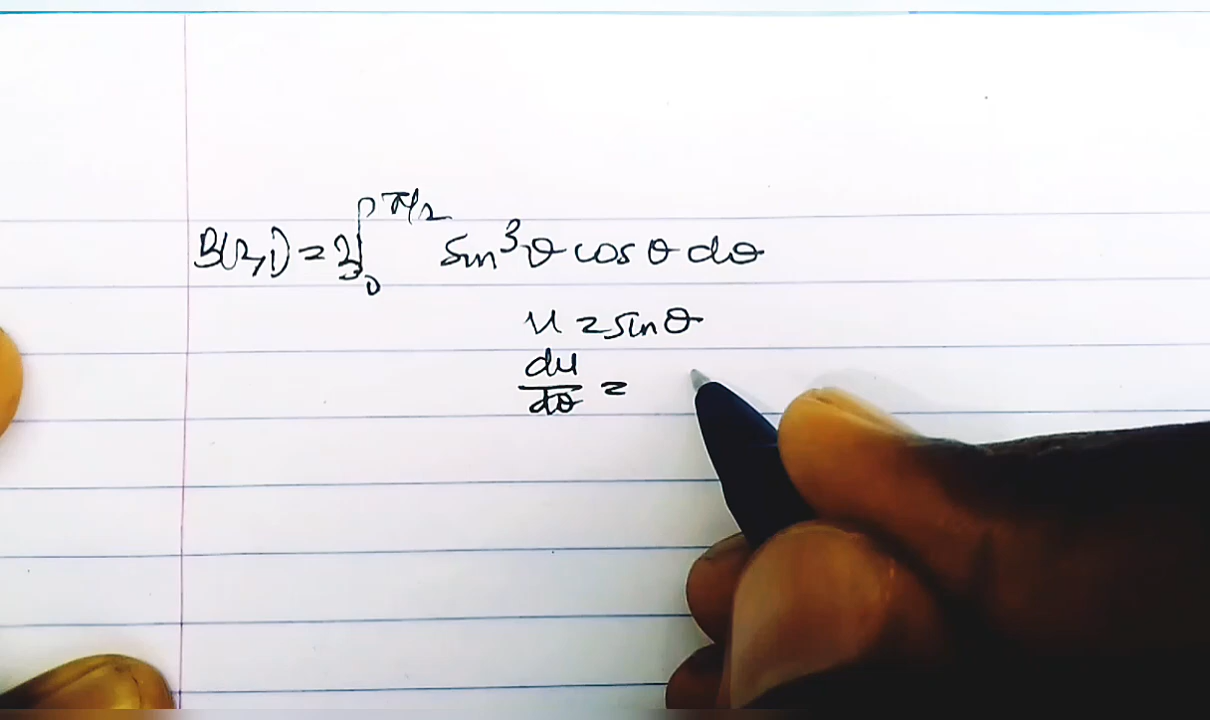 B(2,1) = 2∫₀^π/2 sin³θ cosθ dθ
u = sinθ
du/dθ =